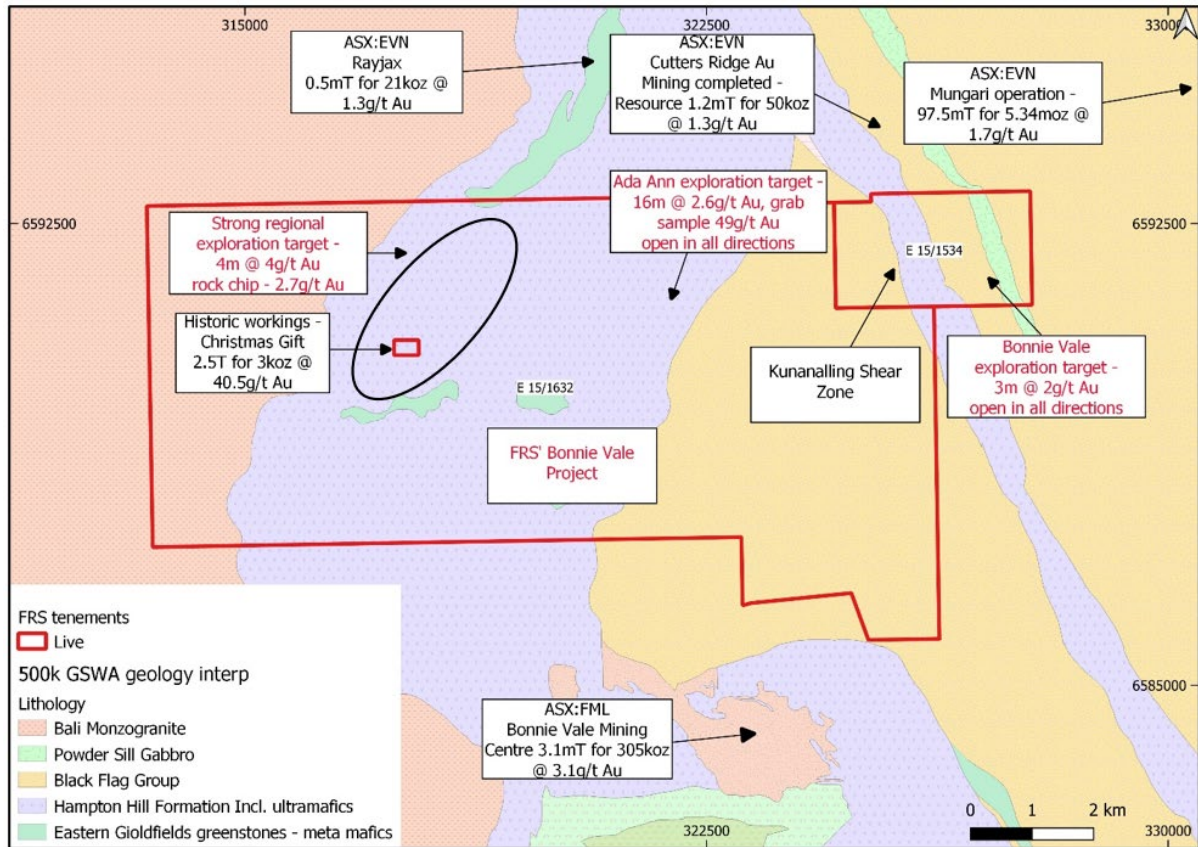 315000
322500
330000
ASX:EVN
Rayjax
0.5mT for 21koz @
1.3g/t Au
ASX:EVN
Cutters Ridge Au
Mining completed -
Resource 1.2mT for 50koz
@ 1.3g/t Au
ASX:EVN
Mungari operation -
97.5mT for 5.34moz @
1.7g/t Au
6592500
6592500
Strong regional
exploration target -
4m @ 4g/t Au
rock chip - 2.7g/t Au
Ada Ann exploration target -
16m @ 2.6g/t Au, grab
sample 49g/t Au
open in all directions
E 15/1534
Historic workings -
Christmas Gift
2.5T for 3koz @
40.5g/t Au
Kunanalling Shear
Zone
Bonnie Vale
exploration target -
3m @ 2g/t Au
open in all directions
E 15/1632
FRS' Bonnie Vale
Project
FRS tenements
Live
500k GSWA geology interp
Lithology
Bali Monzogranite
Powder Sill Gabbro
Black Flag Group
Hampton Hill Formation Incl. ultramafics
Eastern Gioldfields greenstones - meta mafics
ASX:FML
Bonnie Vale Mining
Centre 3.1mT for 305koz
@ 3.1g/t Au
6585000
0 1 2 km
322500
330000